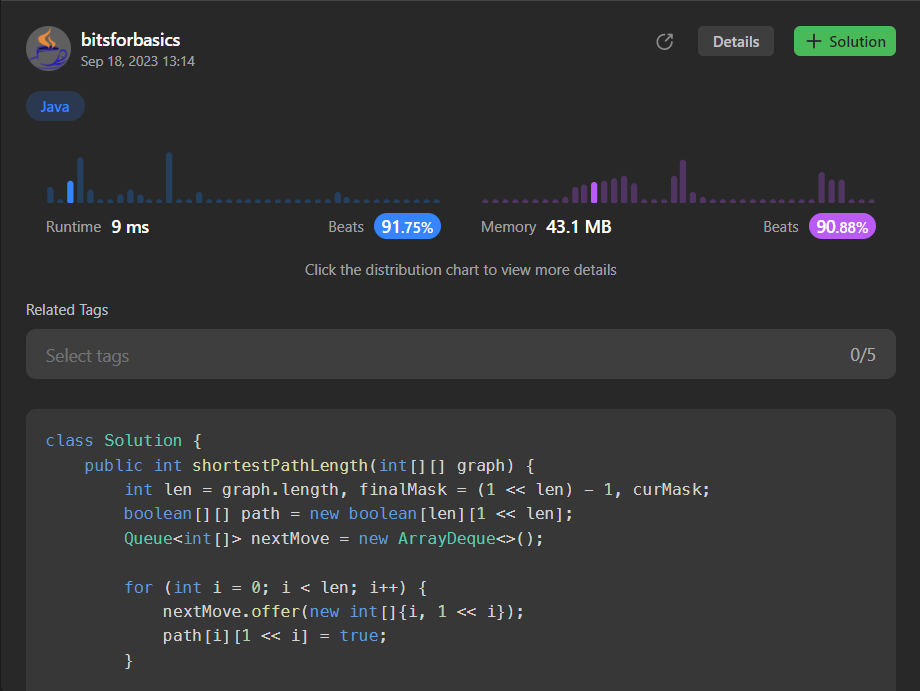 bitsforbasics
Sep 18, 2023 13:14
Details
+ Solution
Java
Runtime 9 ms
Beats 91.75%
Memory 43.1 MB
Beats 90.88%
Click the distribution chart to view more details
Related Tags
Select tags
0/5
class Solution {
    public int shortestPathLength(int[][] graph) {
        int len = graph.length, finalMask = (1 << len) - 1, curMask;
        boolean[][] path = new boolean[len][1 << len];
        Queue<int[]> nextMove = new ArrayDeque<>();

        for (int i = 0; i < len; i++) {
            nextMove.offer(new int[]{i, 1 << i});
            path[i][1 << i] = true;
        }